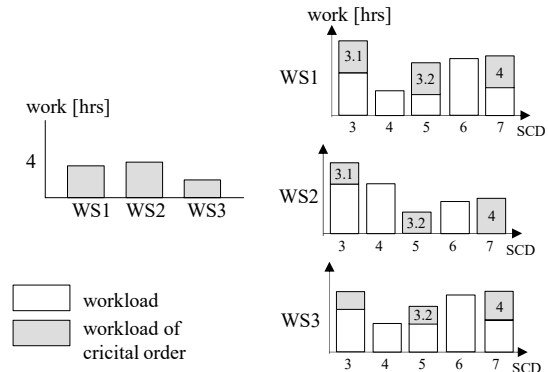 work [hrs]
4
WS1 WS2 WS3
workload
workload of
cricital order
work [hrs]
WS1
3.1
3.2
4
3 4 5 6 7 SCD
WS2
3.1
3.2
4
3 4 5 6 7 SCD
WS3
3.2
4
3 4 5 6 7 SCD